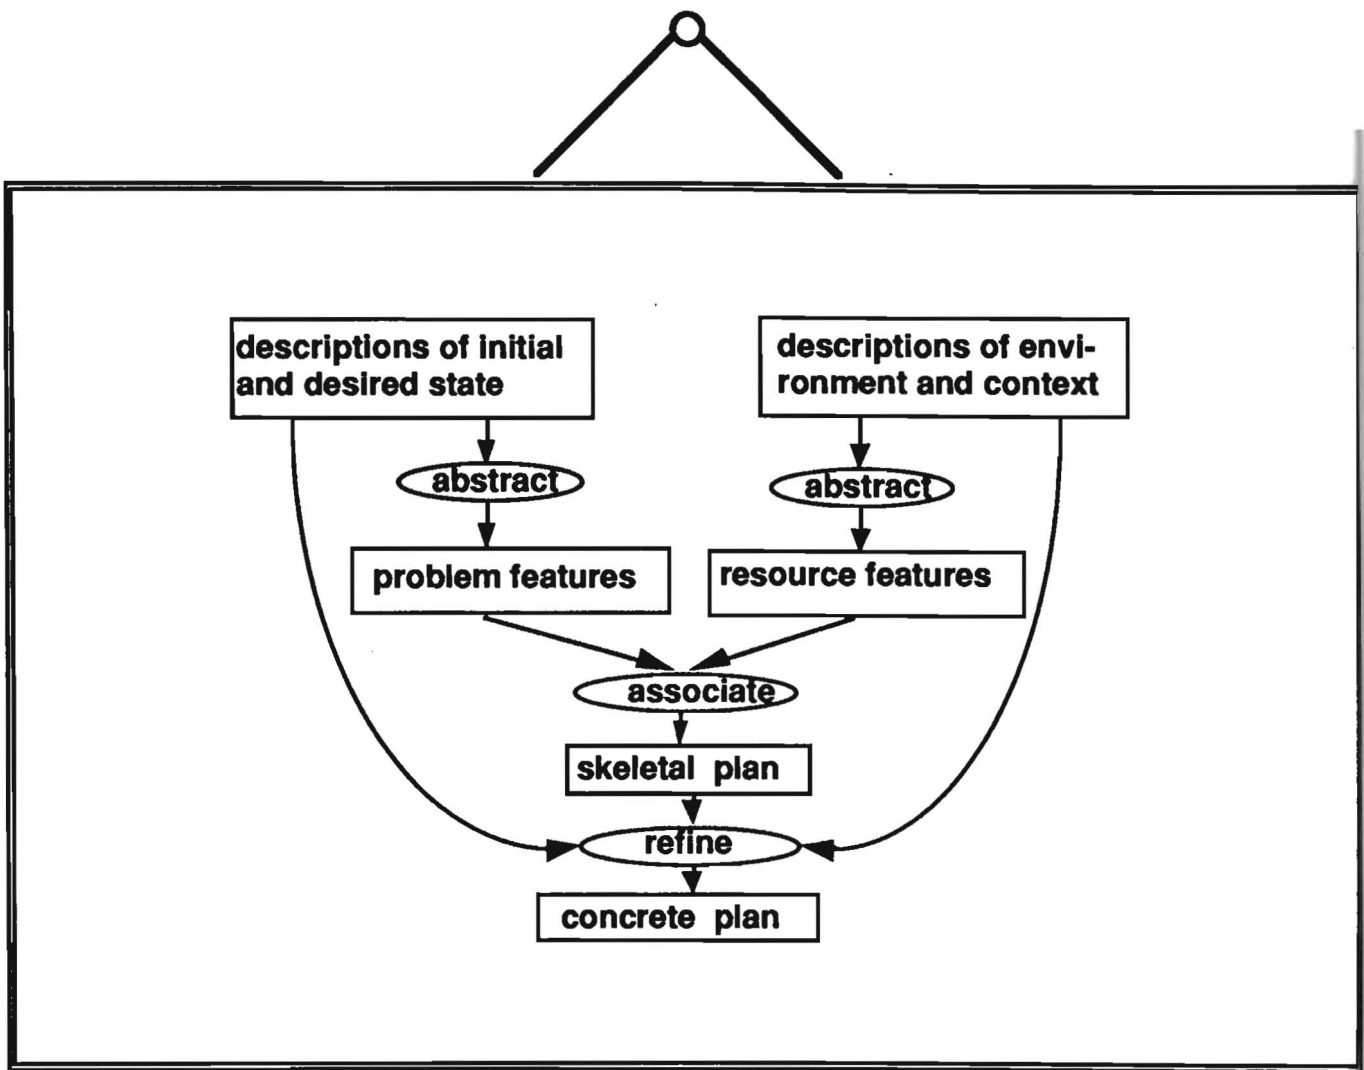 descriptions of initial
and desired state
descriptions of envi-
ronment and context
abstract
abstract
problem features
resource features
associate
skeletal plan
refine
concrete plan